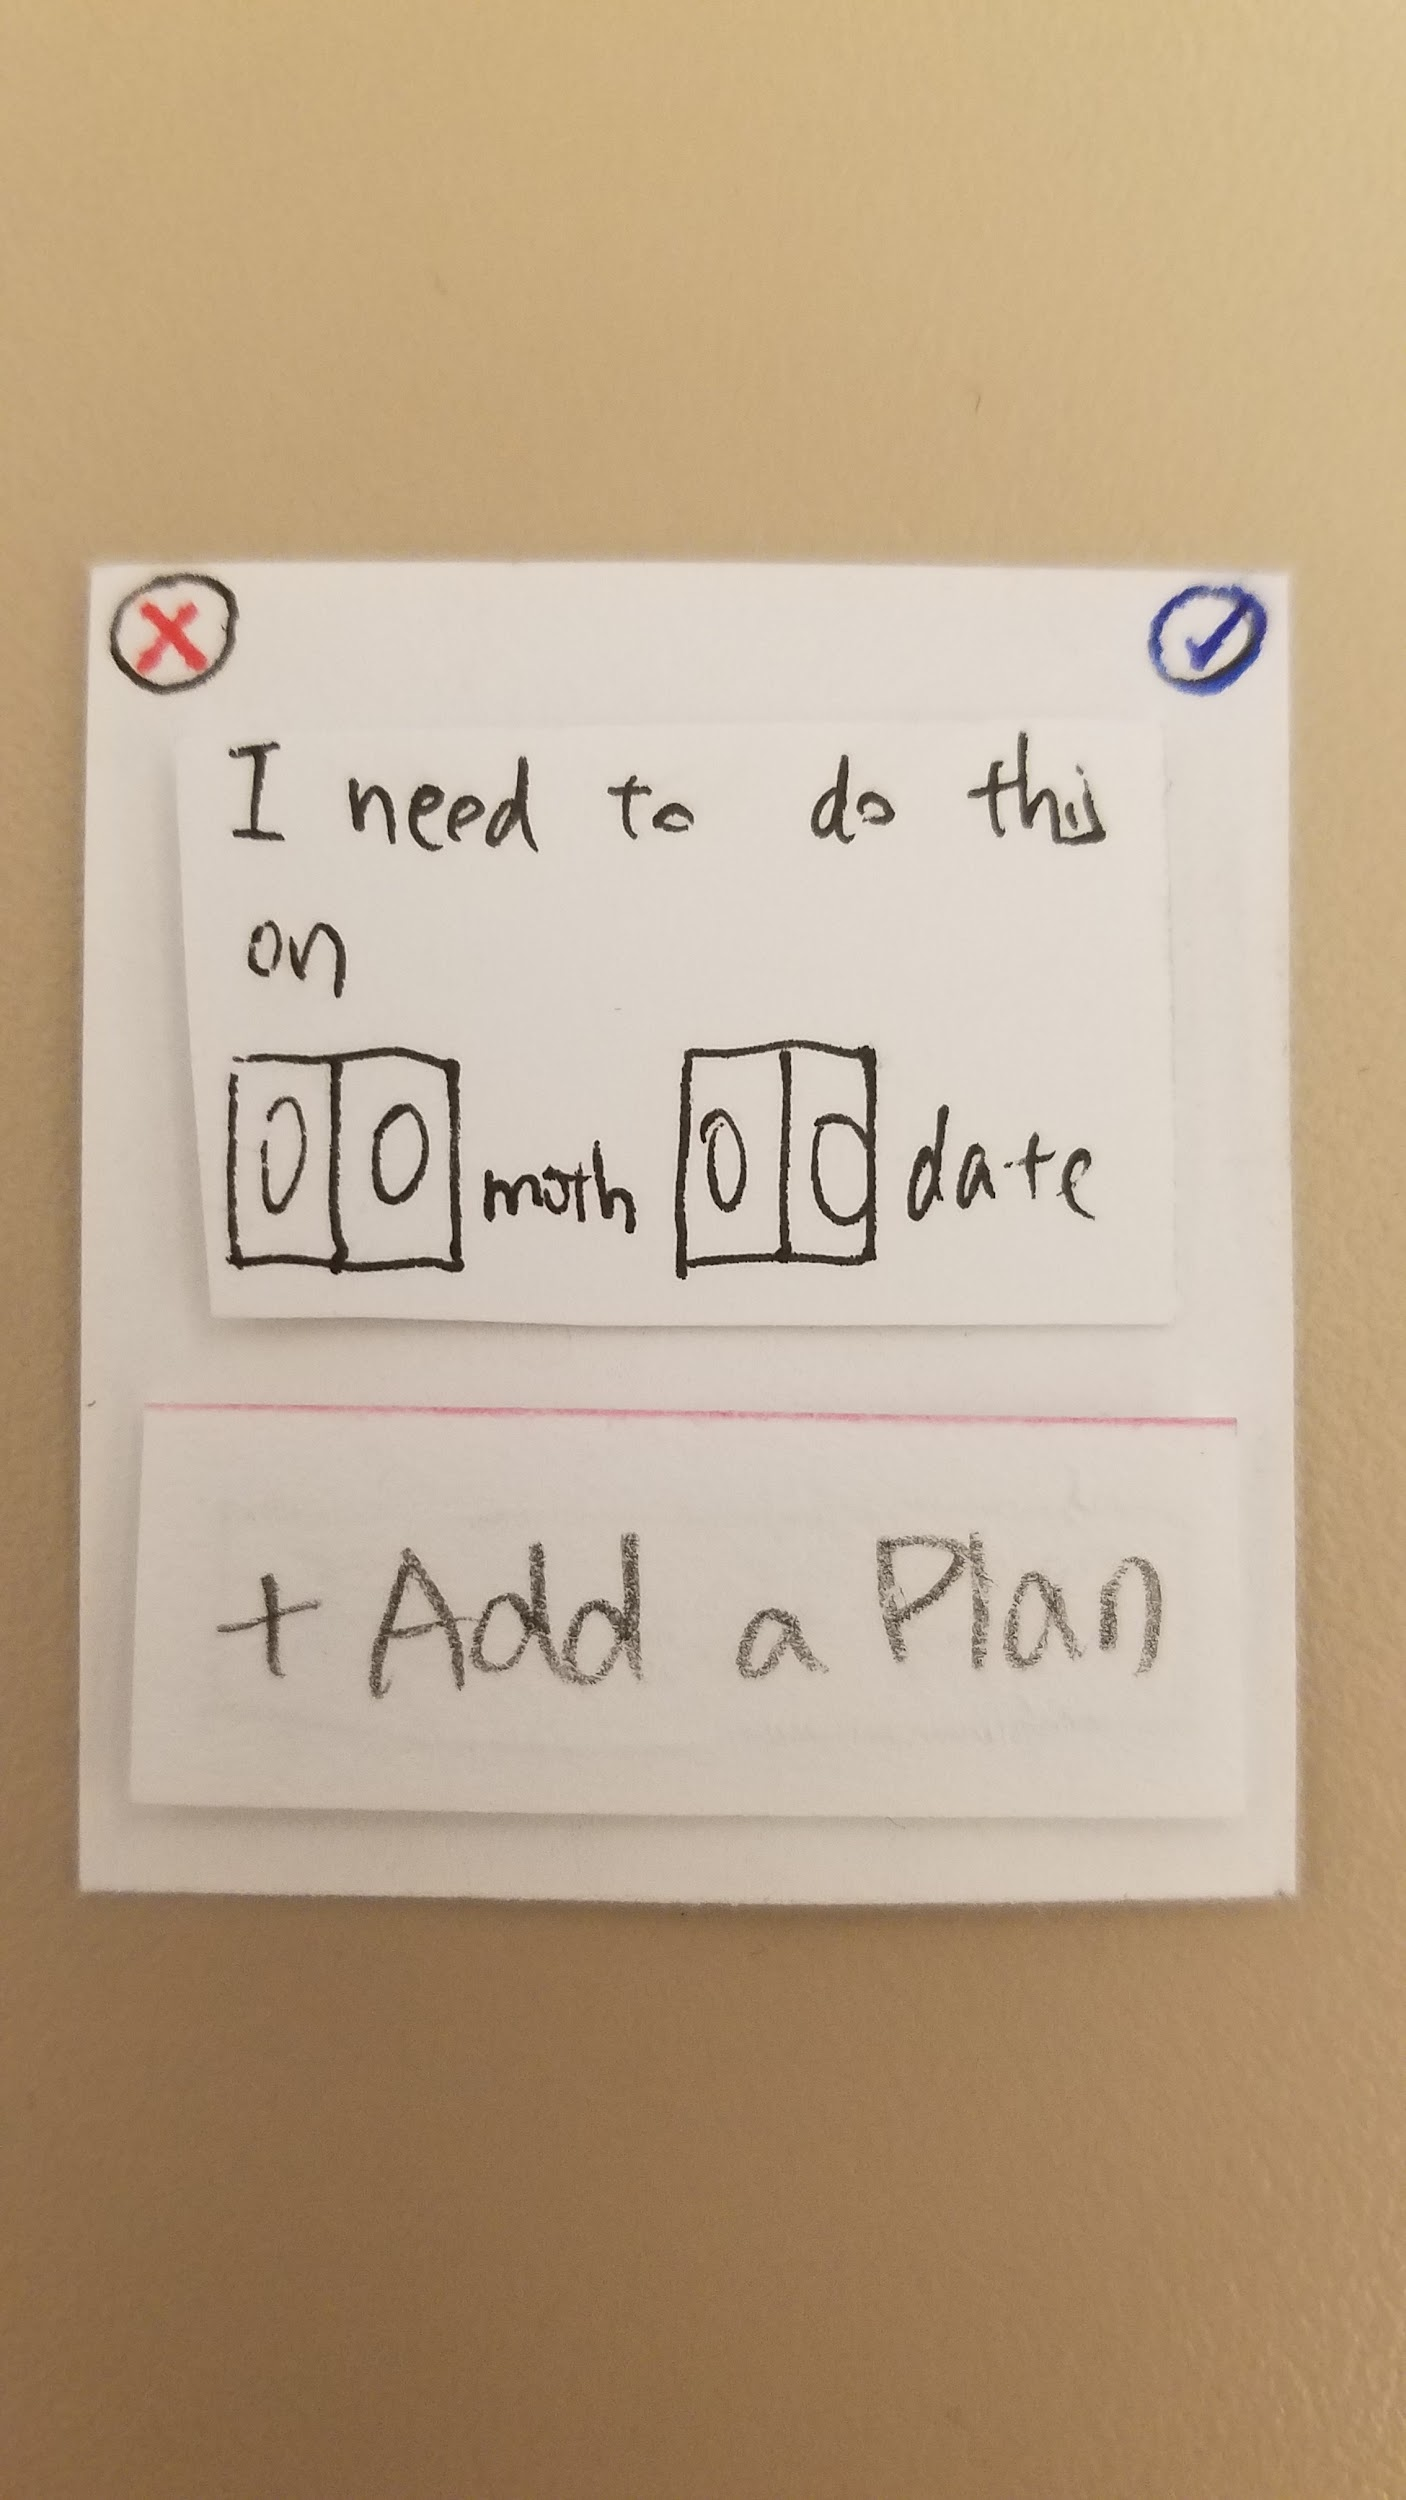 I need to do this
on
00 moth 00 date
+ Add a Plan